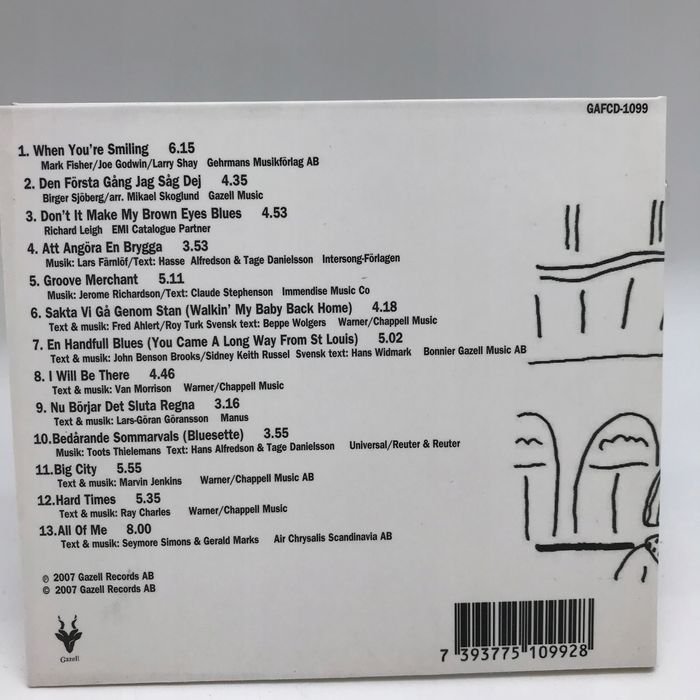 GAFCD-1099
1. When You're Smiling 6.15
Mark Fisher/Joe Godwin/Larry Shay Gehrmans Musikförlag AB
2. Den Första Gång Jag Såg Dej 4.35
Birger Sjöberg/arr. Mikael Skoglund Gazell Music
3. Don't It Make My Brown Eyes Blues 4.53
Richard Leigh EMI Catalogue Partner
4. Att Angöra En Brygga 3.53
Musik: Lars Färnlöf/Text: Hasse Alfredson & Tage Danielsson Intersong-Förlagen
5. Groove Merchant 5.11
Musik: Jerome Richardson/Text: Claude Stephenson Immendise Music Co
6. Sakta Vi Gå Genom Stan (Walkin' My Baby Back Home) 4.18
Text & musik: Fred Ahlert/Roy Turk Svensk text: Beppe Wolgers Warner/Chappell Music
7. En Handfull Blues (You Came A Long Way From St Louis) 5.02
Text & musik: John Benson Brooks/Sidney Keith Russel Svensk text: Hans Widmark Bonnier Gazell Music AB
8. I Will Be There 4.46
Text & musik: Van Morrison Warner/Chappell Music
9. Nu Börjar Det Sluta Regna 3.16
Text & musik: Lars-Göran Göransson Manus
10.Bedårande Sommarvals (Bluesette) 3.55
Musik: Toots Thielemans Text: Hans Alfredson & Tage Danielsson Universal/Reuter & Reuter
11.Big City 5.55
Text & musik: Marvin Jenkins Warner/Chappell Music AB
12.Hard Times 5.35
Text & musik: Ray Charles Warner/Chappell Music
13.All Of Me 8.00
Text & musik: Seymore Simons & Gerald Marks Air Chrysalis Scandinavia AB
℗ 2007 Gazell Records AB
© 2007 Gazell Records AB
Gazell
7 393775 109928